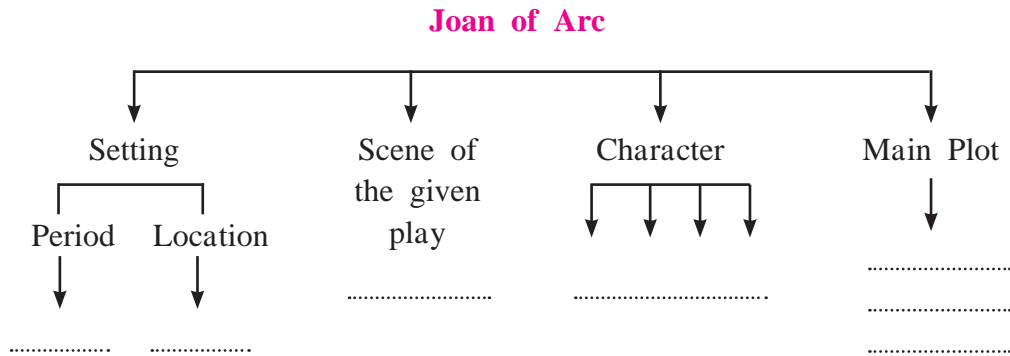 Joan of Arc
Setting
Scene of
the given
play
Character
Main Plot
Period
Location